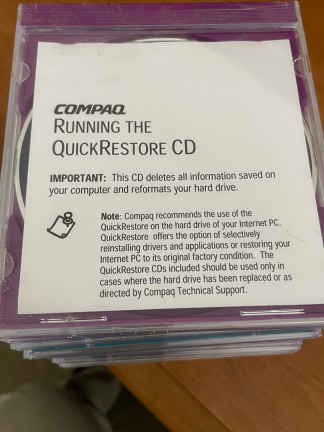 COMPAQ
RUNNING THE
QUICKRESTORE CD
IMPORTANT: This CD deletes all information saved on
your computer and reformats your hard drive.
Note: Compaq recommends the use of the
QuickRestore on the hard drive of your Internet PC.
QuickRestore offers the option of selectively
reinstalling drivers and applications or restoring your
Internet PC to its original factory condition. The
QuickRestore CDs included should be used only in
cases where the hard drive has been replaced or as
directed by Compaq Technical Support.